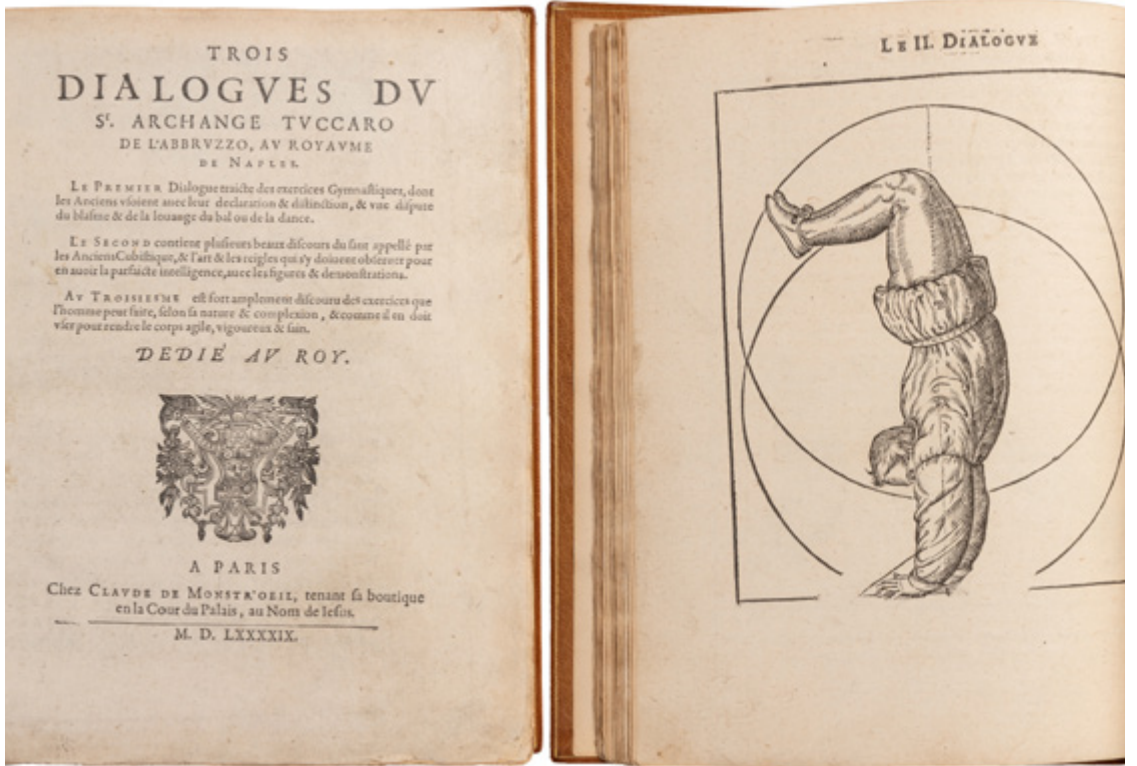 TROIS
DIALOGVES DV
Sr. ARCHANGE TVCCARO
DE L'ABBRVZZO, AV ROYAVME
DE NAPLES.
LE PREMIER Dialogue traicte des exercices Gymnastiques, dont
les Anciens vsoient auec leur declaration & distinction, & vne dispute
du blasme & de la louange du bal ou de la dance.
LE SECOND contient plusieurs beaux discours du saut appellé par
les Anciens Cubistique, & l'art & les reigles qui s'y doiuent obseruer pour
en auoir la parfaicte intelligence, auec les figures & demonstrations.
AV TROISIESME est fort amplement discouru des exercices que
l'homme peut faire, selon sa nature & complexion, & comme il en doit
vser pour rendre le corps agile, vigoureux & sain.
DEDIÉ AV ROY.
A PARIS
Chez CLAVDE DE MONSTR'OEIL, tenant sa boutique
en la Cour du Palais, au Nom de Iesus.
M. D. LXXXXIX.
LE II. DIALOGVE